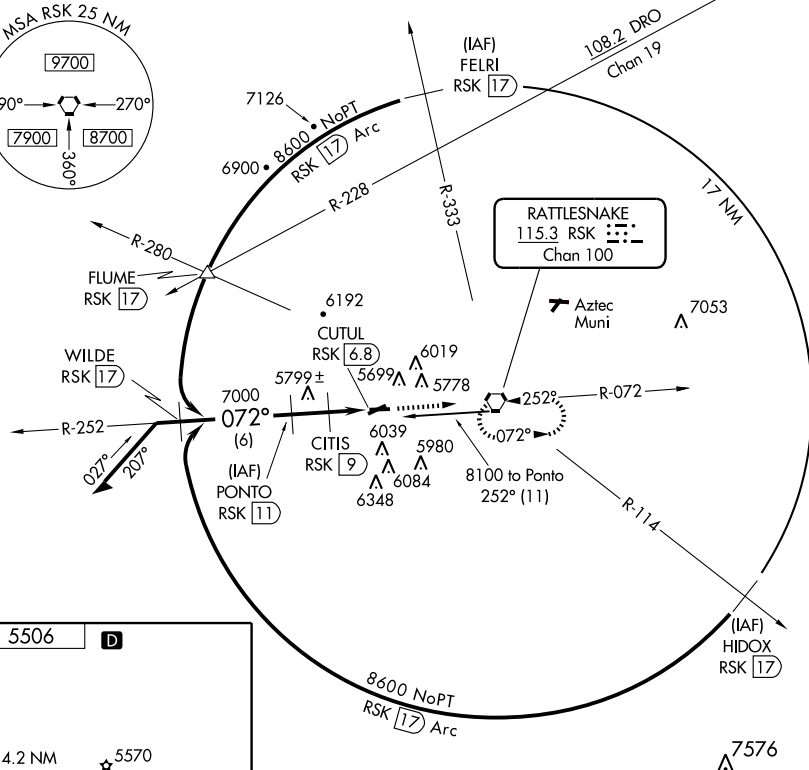 MSA RSK 25 NM
9700
90°
270°
7900
8700
360°
(IAF)
FELRI
RSK 17
108.2 DRO
Chan 19
7126
8600 NoPT
RSK 17 Arc
6900
R-228
R-333
17 NM
RATTLESNAKE
115.3 RSK
Chan 100
R-280
FLUME
RSK 17
6192
Aztec
Muni
7053
CUTUL
RSK 6.8
WILDE
RSK 17
6019
5799±
5699
5778
7000
072°
(6)
252°
R-072
R-252
072°
027°
207°
(IAF)
PONTO
RSK 11
CITIS
RSK 9
6039
5980
6084
6348
8100 to Ponto
252° (11)
R-114
5506
D
(IAF)
HIDOX
RSK 17
8600 NoPT
RSK 17 Arc
4.2 NM
5570
7576